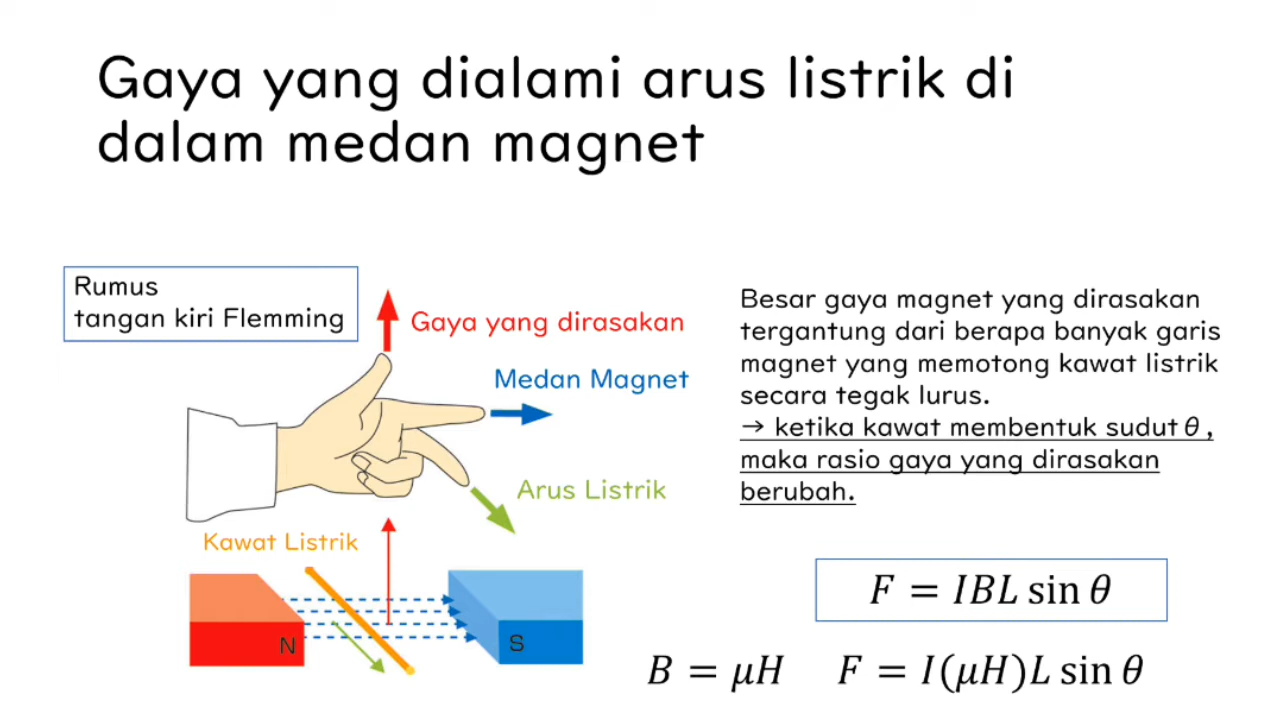 Gaya yang dialami arus listrik di
dalam medan magnet
Rumus
tangan kiri Flemming
Gaya yang dirasakan
Medan Magnet
Arus Listrik
Kawat Listrik
N
S
Besar gaya magnet yang dirasakan
tergantung dari berapa banyak garis
magnet yang memotong kawat listrik
secara tegak lurus.
→ ketika kawat membentuk sudut θ,
maka rasio gaya yang dirasakan
berubah.
F = IBL sin θ
B = μH F = I(μH)L sin θ